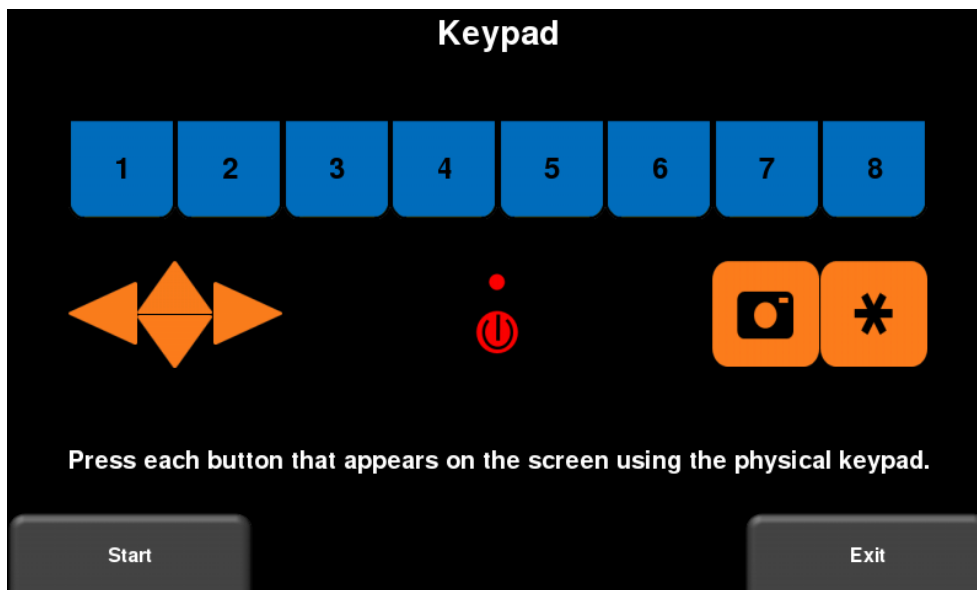 Keypad
1 2 3 4 5 6 7 8
*
Press each button that appears on the screen using the physical keypad.
Start Exit